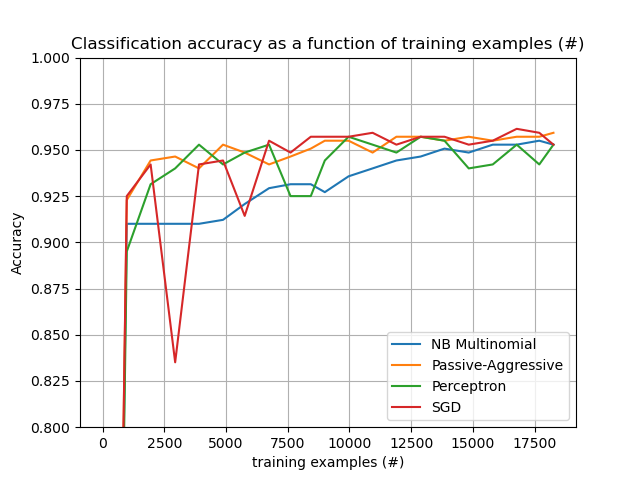 Classification accuracy as a function of training examples (#)
1.000
0.975
0.950
0.925
0.900
0.875
0.850
0.825
0.800
Accuracy
NB Multinomial
Passive-Aggressive
Perceptron
SGD
0 2500 5000 7500 10000 12500 15000 17500
training examples (#)